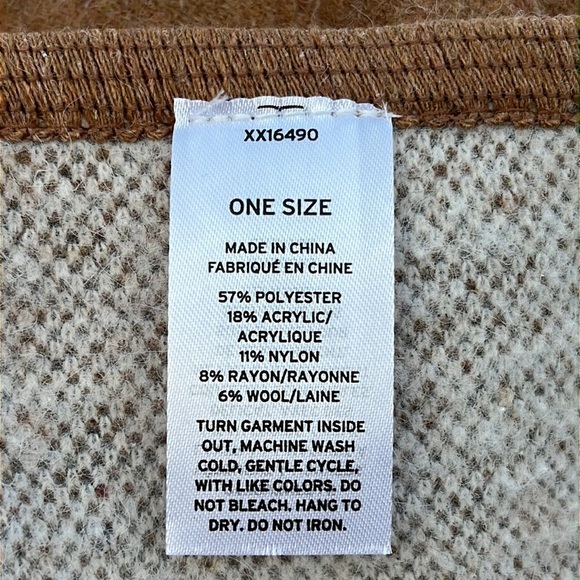 XX16490
ONE SIZE
MADE IN CHINA
FABRIQUÉ EN CHINE
57% POLYESTER
18% ACRYLIC/
ACRYLIQUE
11% NYLON
8% RAYON/RAYONNE
6% WOOL/LAINE
TURN GARMENT INSIDE
OUT, MACHINE WASH
COLD, GENTLE CYCLE,
WITH LIKE COLORS. DO
NOT BLEACH. HANG TO
DRY. DO NOT IRON.